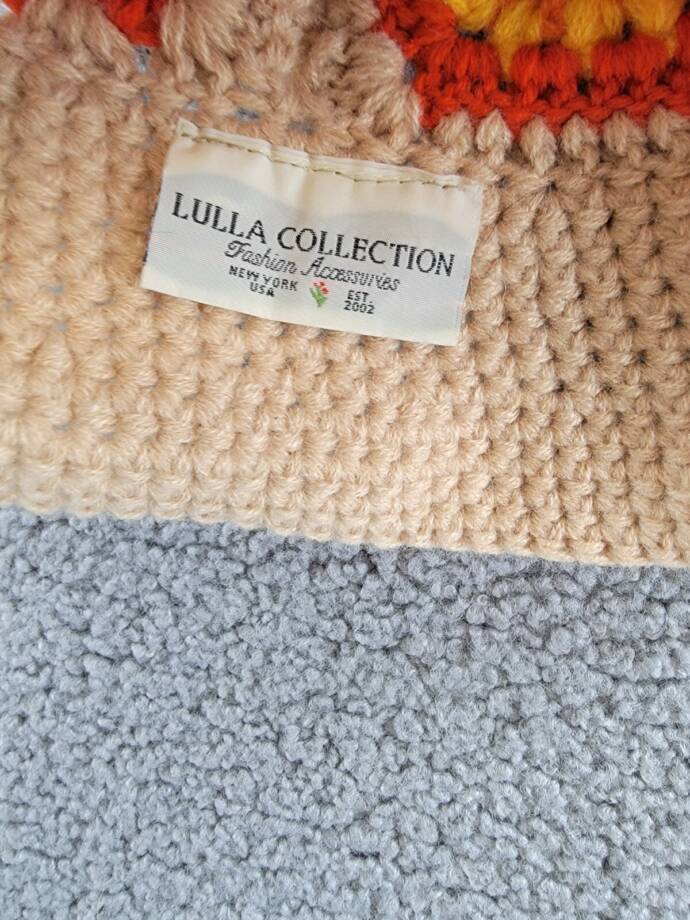 LULLA COLLECTION
Fashion Accessories
NEW YORK EST.
USA 2002